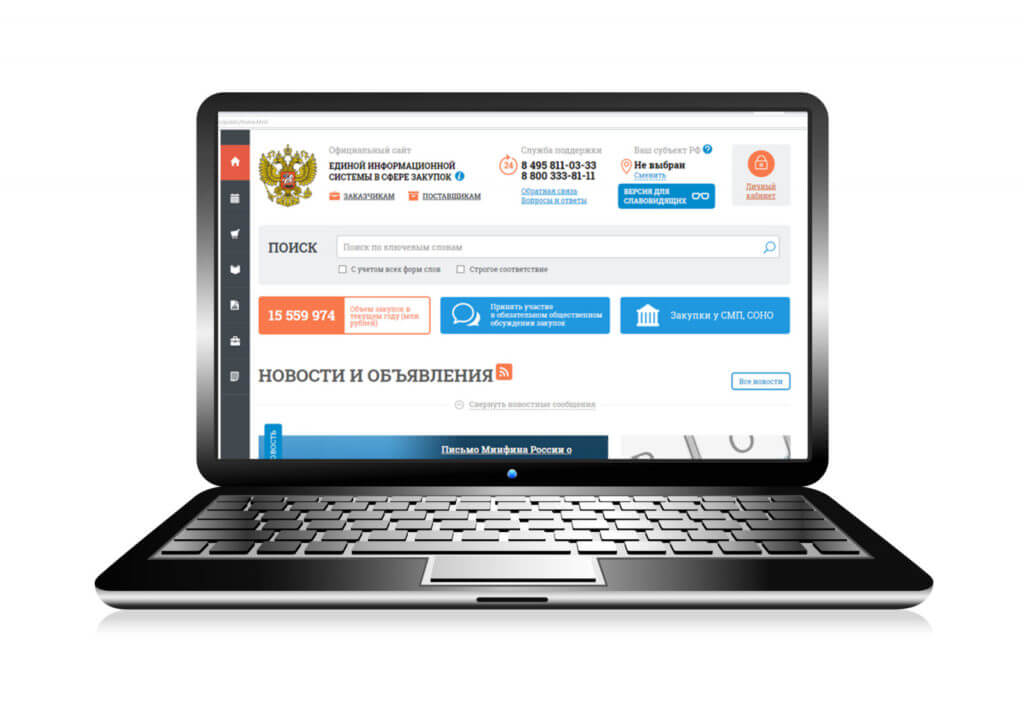 Официальный сайт
ЕДИНОЙ ИНФОРМАЦИОННОЙ
СИСТЕМЫ В СФЕРЕ ЗАКУПОК
ЗАКАЗЧИКАМ ПОСТАВЩИКАМ
Служба поддержки
24
8 495 811-03-33
8 800 333-81-11
Обратная связь
Вопросы и ответы
Ваш субъект РФ ?
Не выбран
Сменить
ВЕРСИЯ ДЛЯ
СЛАБОВИДЯЩИХ
Личный
кабинет
ПОИСК
Поиск по ключевым словам
С учетом всех форм слов Строгое соответствие
15 559 974
Объем закупок в
текущем году (млн.
рублей)
Принять участие
в обязательном общественном
обсуждении закупок
Закупки у СМП, СОНО
НОВОСТИ И ОБЪЯВЛЕНИЯ
Все новости
Свернуть новостные сообщения
Письмо Минфина России о